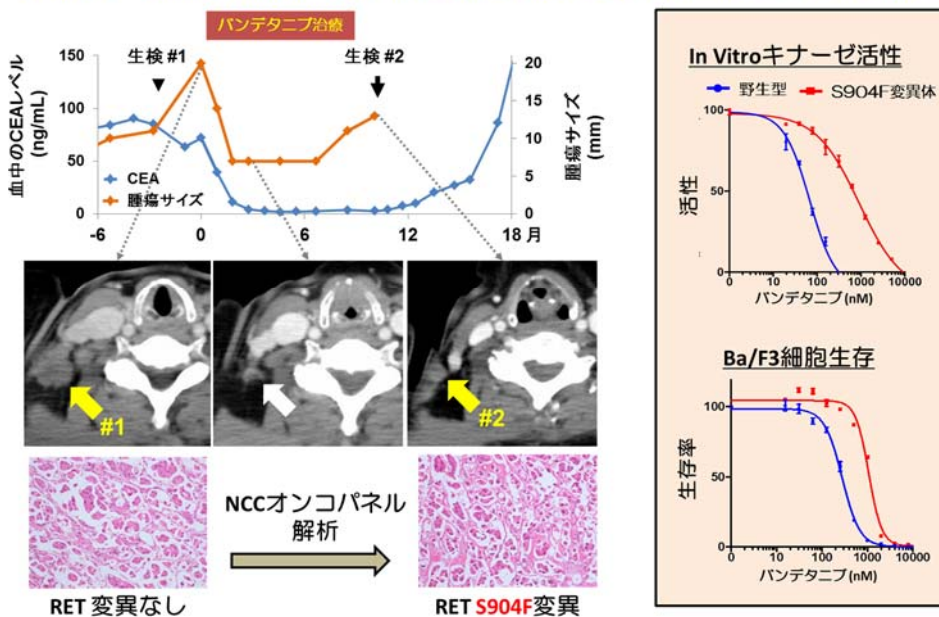 バンデタニブ治療
生検 #1
生検 #2
血中のCEAレベル
(ng/mL)
150
100
50
0
CEA
腫瘍サイズ
20
15
10
5
0
腫瘍サイズ
(mm)
-6
0
6
12
18 月
#1
#2
NCCオンコパネル
解析
RET 変異なし
RET S904F変異
In Vitroキナーゼ活性
野生型
S904F変異体
活性
100
50
0
0
10
100
1000
10000
バンデタニブ(nM)
Ba/F3細胞生存
生存率
100
50
0
0
10
100
1000
10000
バンデタニブ(nM)